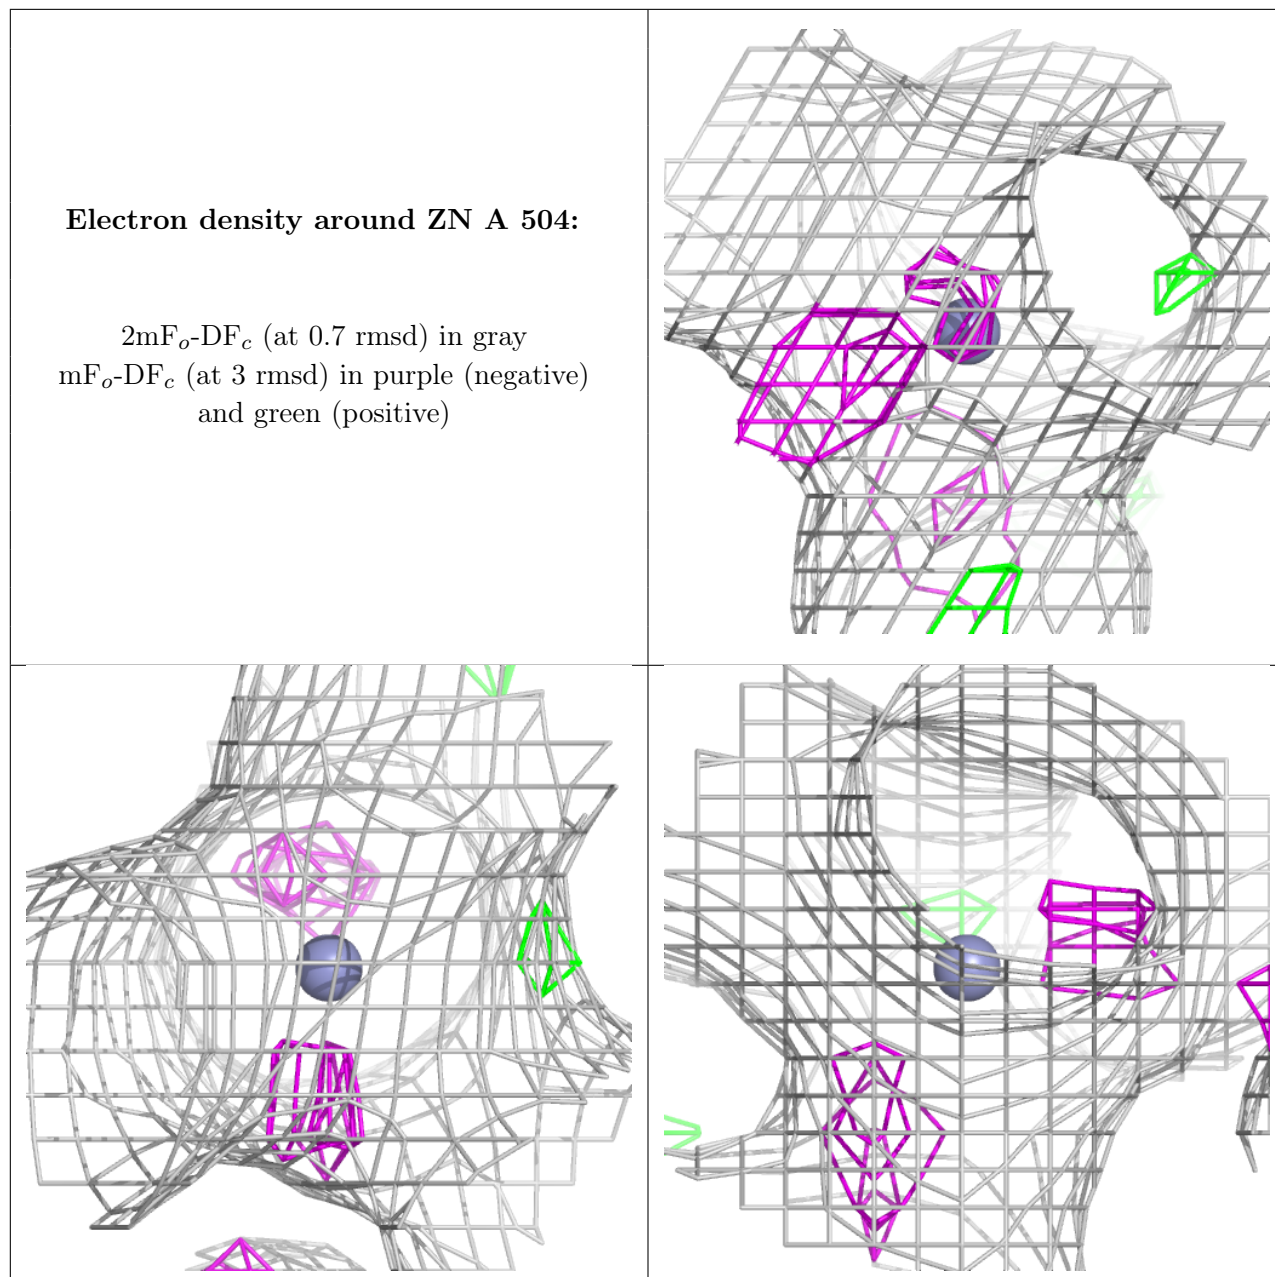 Electron density around ZN A 504:
2mFo-DFc (at 0.7 rmsd) in gray
mFo-DFc (at 3 rmsd) in purple (negative)
and green (positive)